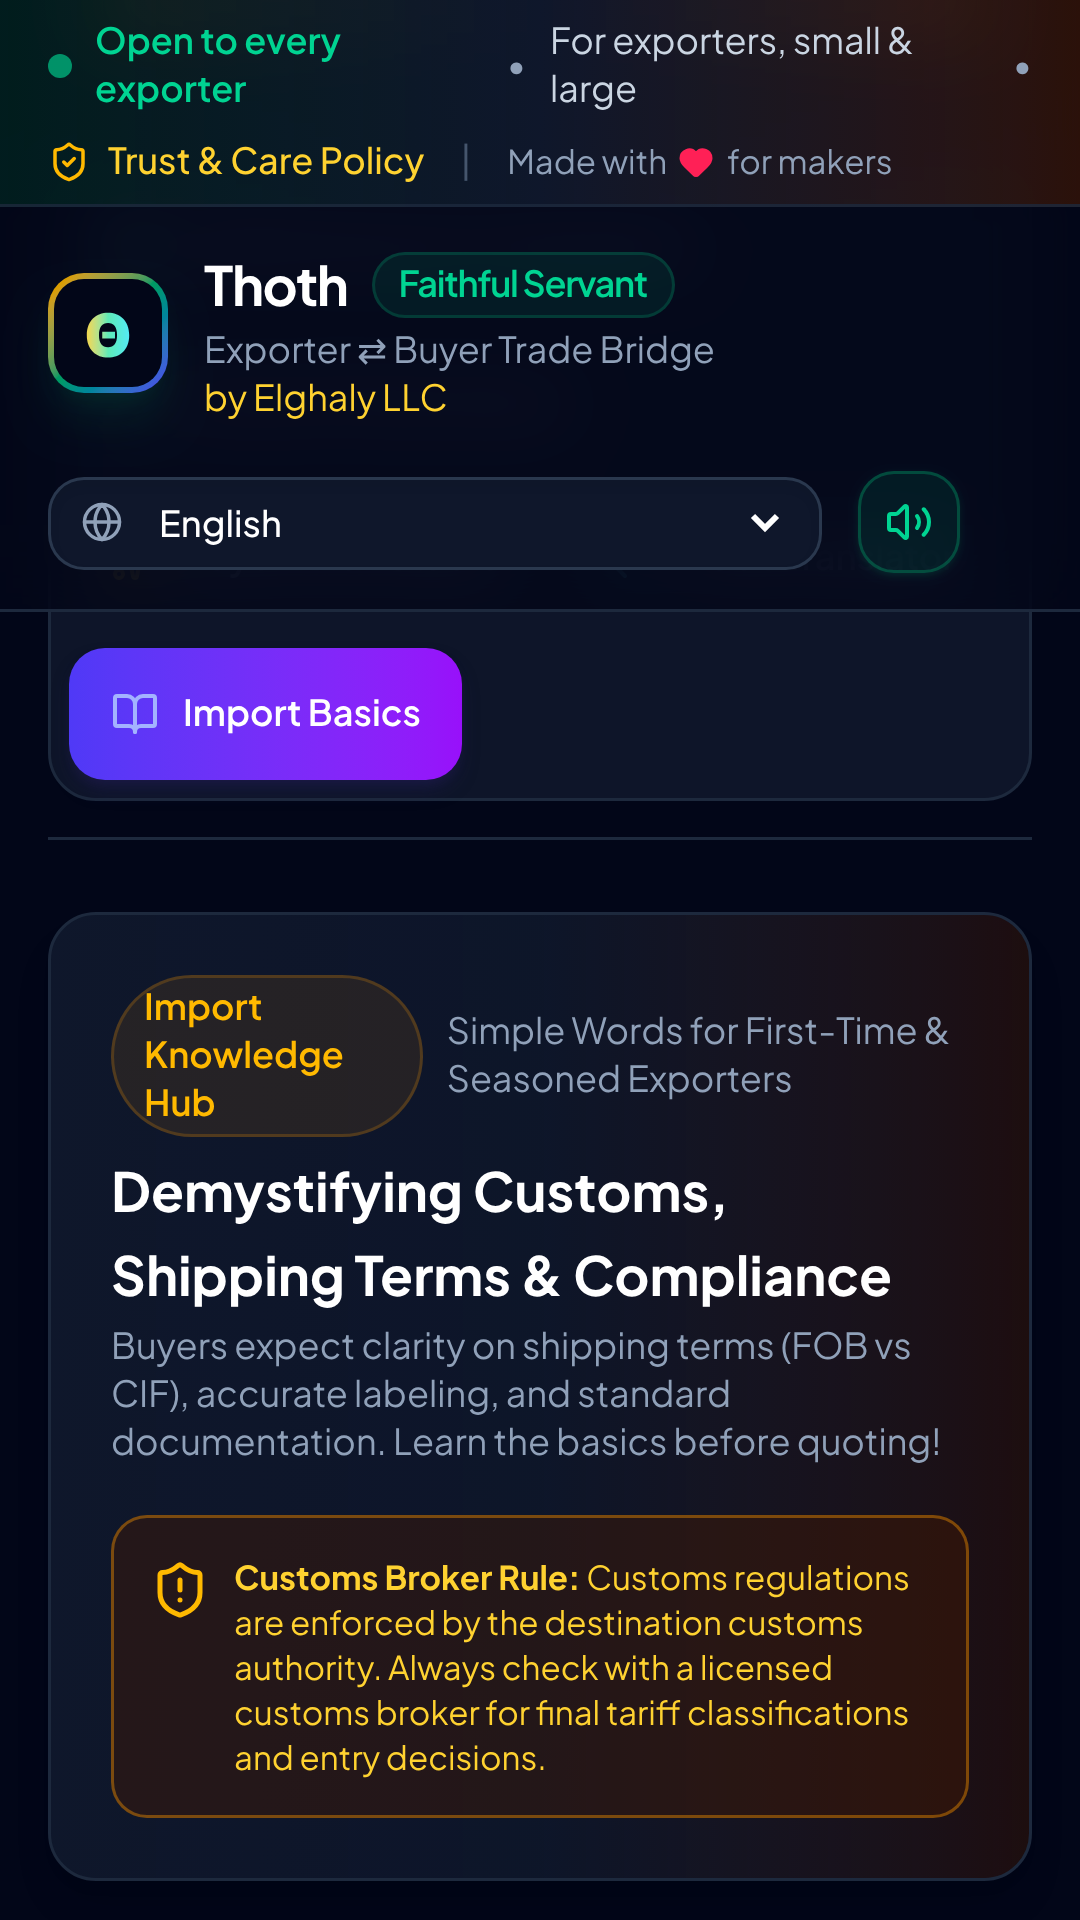 Open to every
exporter
For exporters, small &
large
Trust & Care Policy
Made with ❤ for makers
Thoth
Faithful Servant
Exporter ⇄ Buyer Trade Bridge
by Elghaly LLC
English
Import Basics
Import
Knowledge
Hub
Simple Words for First-Time &
Seasoned Exporters
Demystifying Customs,
Shipping Terms & Compliance
Buyers expect clarity on shipping terms (FOB vs
CIF), accurate labeling, and standard
documentation. Learn the basics before quoting!
Customs Broker Rule: Customs regulations
are enforced by the destination customs
authority. Always check with a licensed
customs broker for final tariff classifications
and entry decisions.